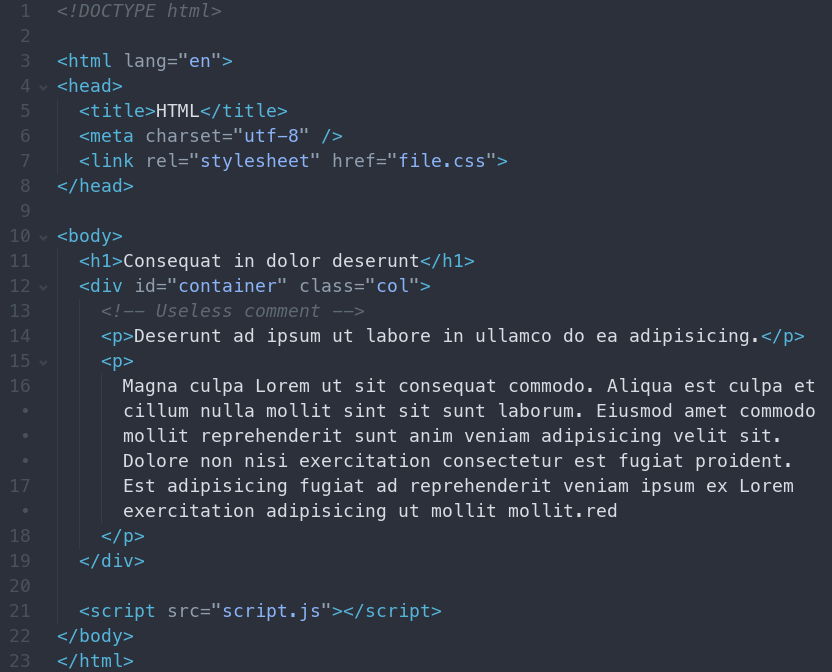 1 <!DOCTYPE html>
2
3 <html lang="en">
4 <head>
5   <title>HTML</title>
6   <meta charset="utf-8" />
7   <link rel="stylesheet" href="file.css">
8 </head>
9
10 <body>
11   <h1>Consequat in dolor deserunt</h1>
12   <div id="container" class="col">
13     <!-- Useless comment -->
14     <p>Deserunt ad ipsum ut labore in ullamco do ea adipisicing.</p>
15     <p>
16       Magna culpa Lorem ut sit consequat commodo. Aliqua est culpa et
•       cillum nulla mollit sint sit sunt laborum. Eiusmod amet commodo
•       mollit reprehenderit sunt anim veniam adipisicing velit sit.
•       Dolore non nisi exercitation consectetur est fugiat proident.
17       Est adipisicing fugiat ad reprehenderit veniam ipsum ex Lorem
•       exercitation adipisicing ut mollit mollit.red
18     </p>
19   </div>
20
21   <script src="script.js"></script>
22 </body>
23 </html>